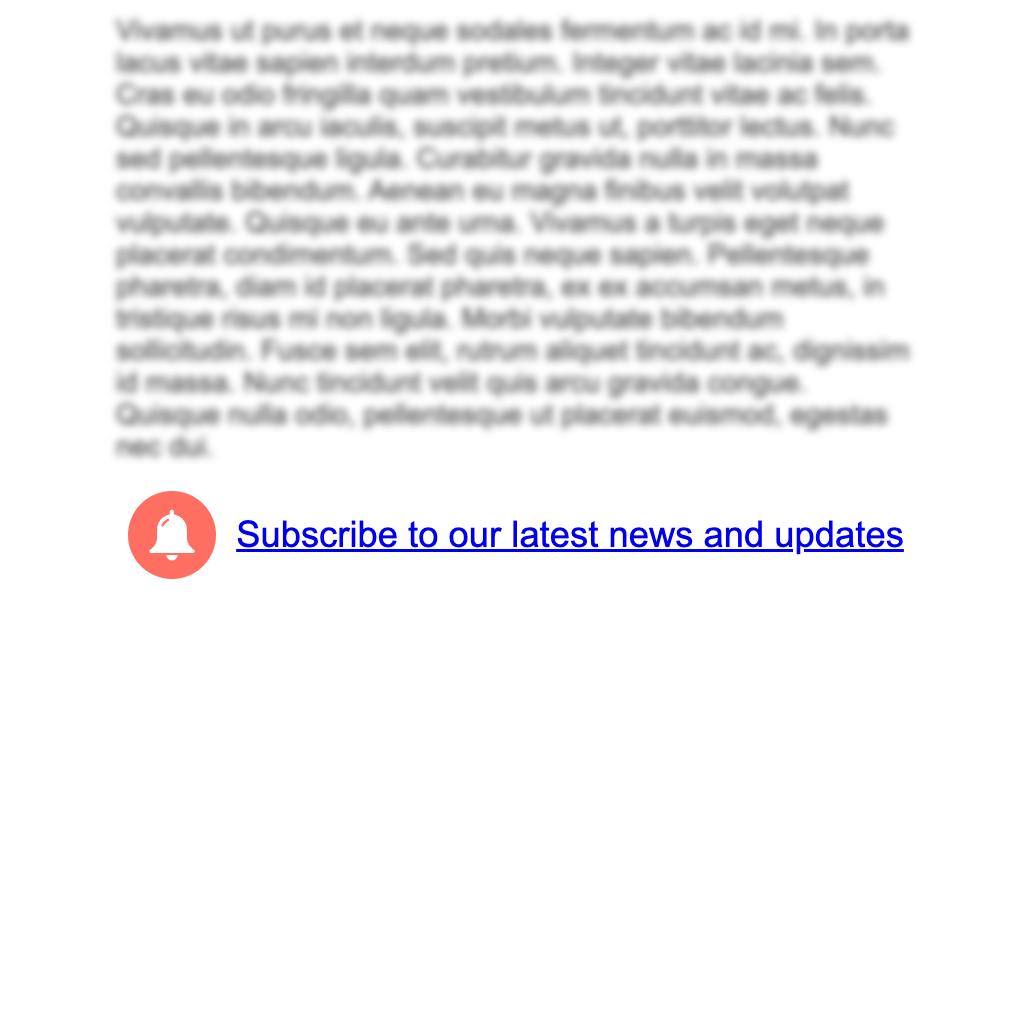 Vivamus ut purus et neque sodales fermentum ac id mi. In porta
lacus vitae sapien interdum pretium. Integer vitae lacinia sem.
Cras eu odio fringilla quam vestibulum tincidunt vitae ac felis.
Quisque in arcu iaculis, suscipit metus ut, porttitor lectus. Nunc
sed pellentesque ligula. Curabitur gravida nulla in massa
convallis bibendum. Aenean eu magna finibus velit volutpat
vulputate. Quisque eu ante urna. Vivamus a turpis eget neque
placerat condimentum. Sed quis neque sapien. Pellentesque
pharetra, diam id placerat pharetra, ex ex accumsan metus, in
tristique risus mi non ligula. Morbi vulputate bibendum
sollicitudin. Fusce sem elit, rutrum aliquet tincidunt ac, dignissim
id massa. Nunc tincidunt velit quis arcu gravida congue.
Quisque nulla odio, pellentesque ut placerat euismod, egestas
nec dui.
Subscribe to our latest news and updates